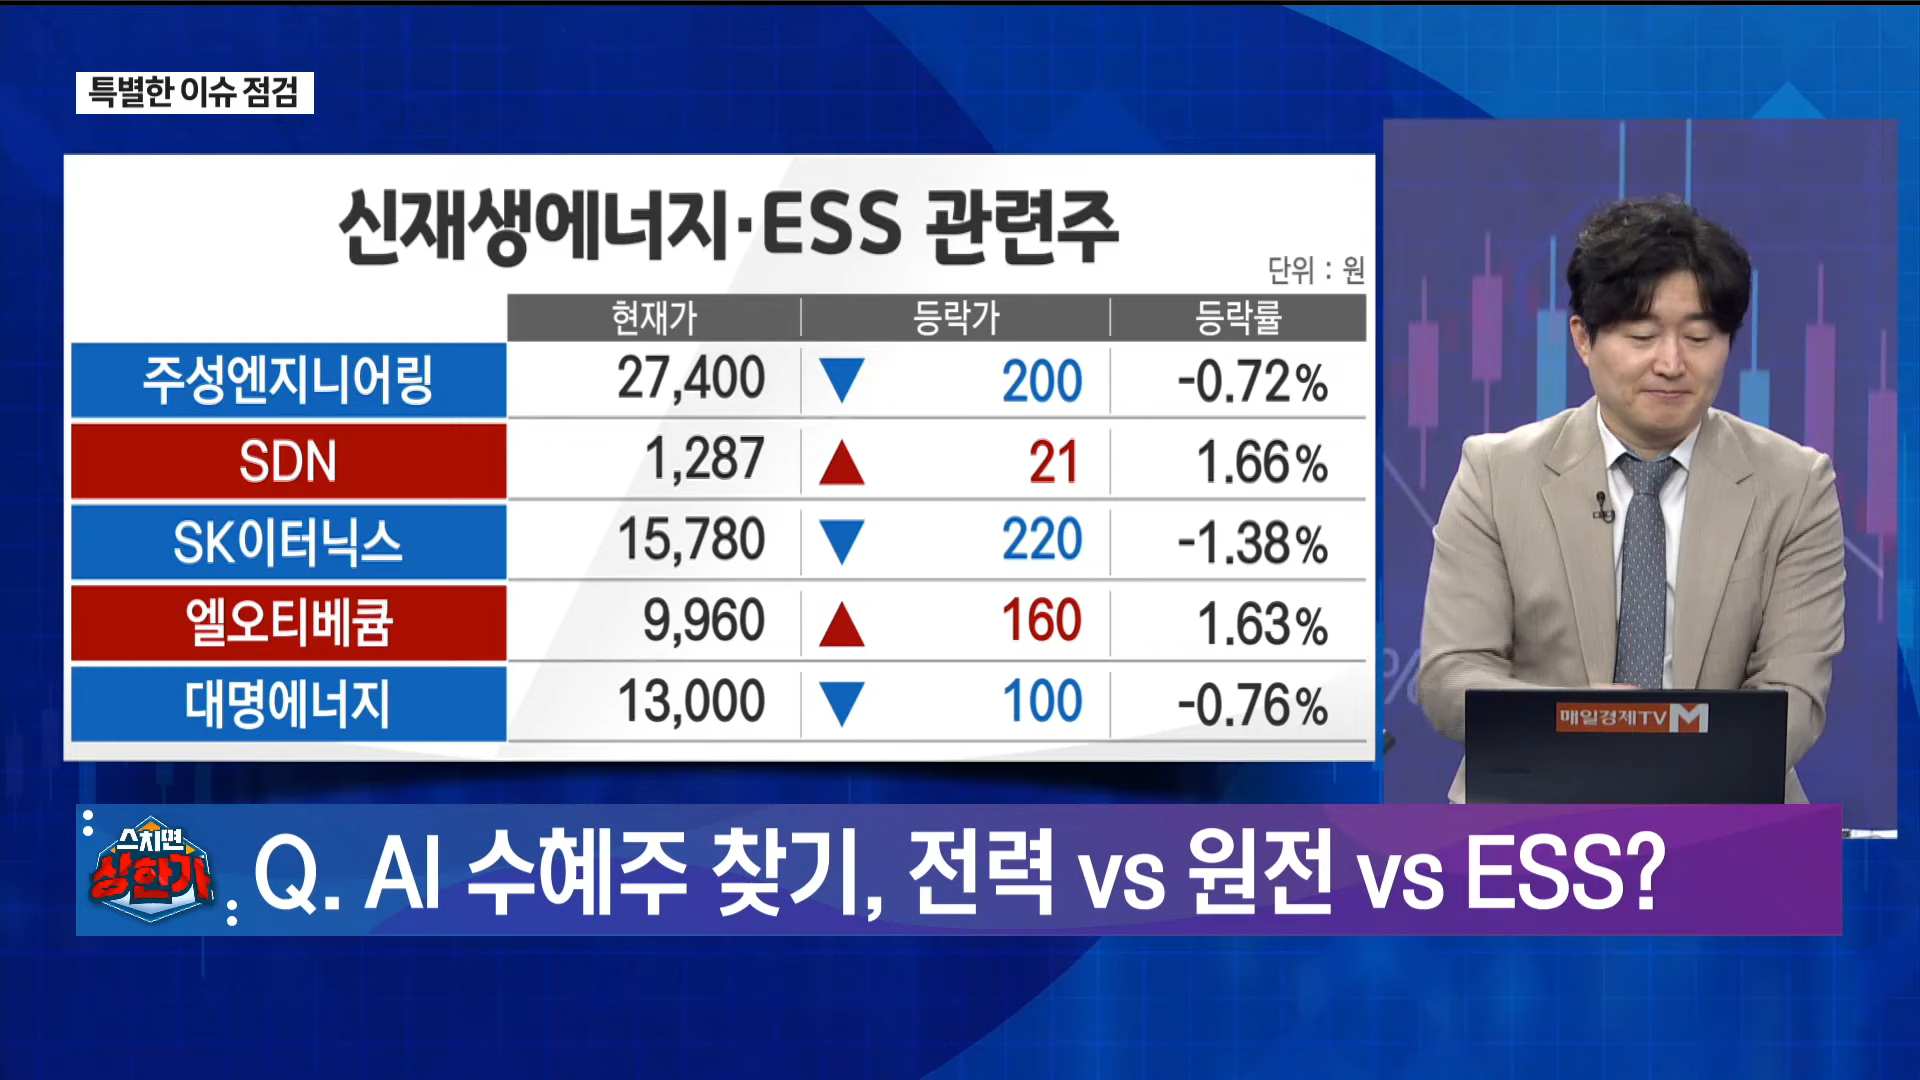 특별한 이슈 점검
신재생에너지·ESS 관련주
단위 : 원
현재가 등락가 등락률
주성엔지니어링 27,400 ▼ 200 -0.72%
SDN 1,287 ▲ 21 1.66%
SK이터닉스 15,780 ▼ 220 -1.38%
엘오티베큠 9,960 ▲ 160 1.63%
대명에너지 13,000 ▼ 100 -0.76%
매일경제TV M
스치면
상한가
Q. AI 수혜주 찾기, 전력 vs 원전 vs ESS?